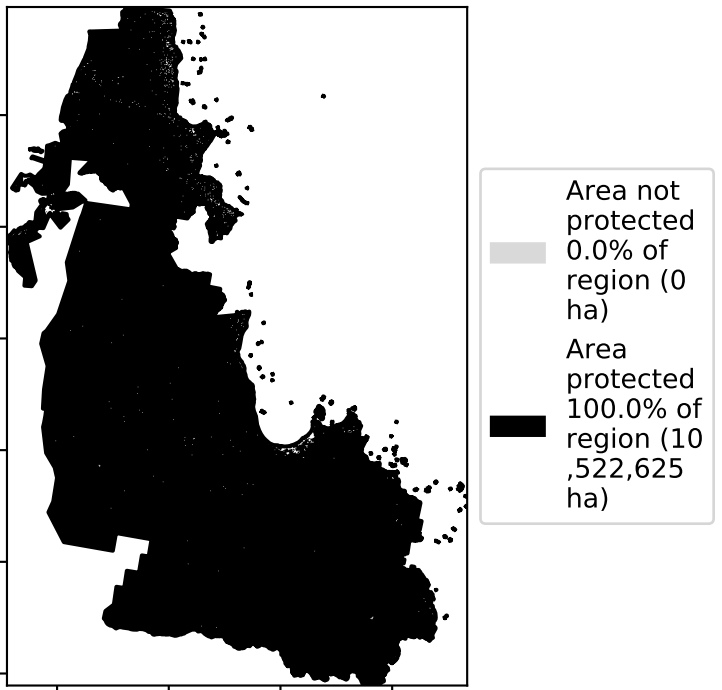 Area not
protected
0.0% of
region (0
ha)
Area
protected
100.0% of
region (10
,522,625
ha)